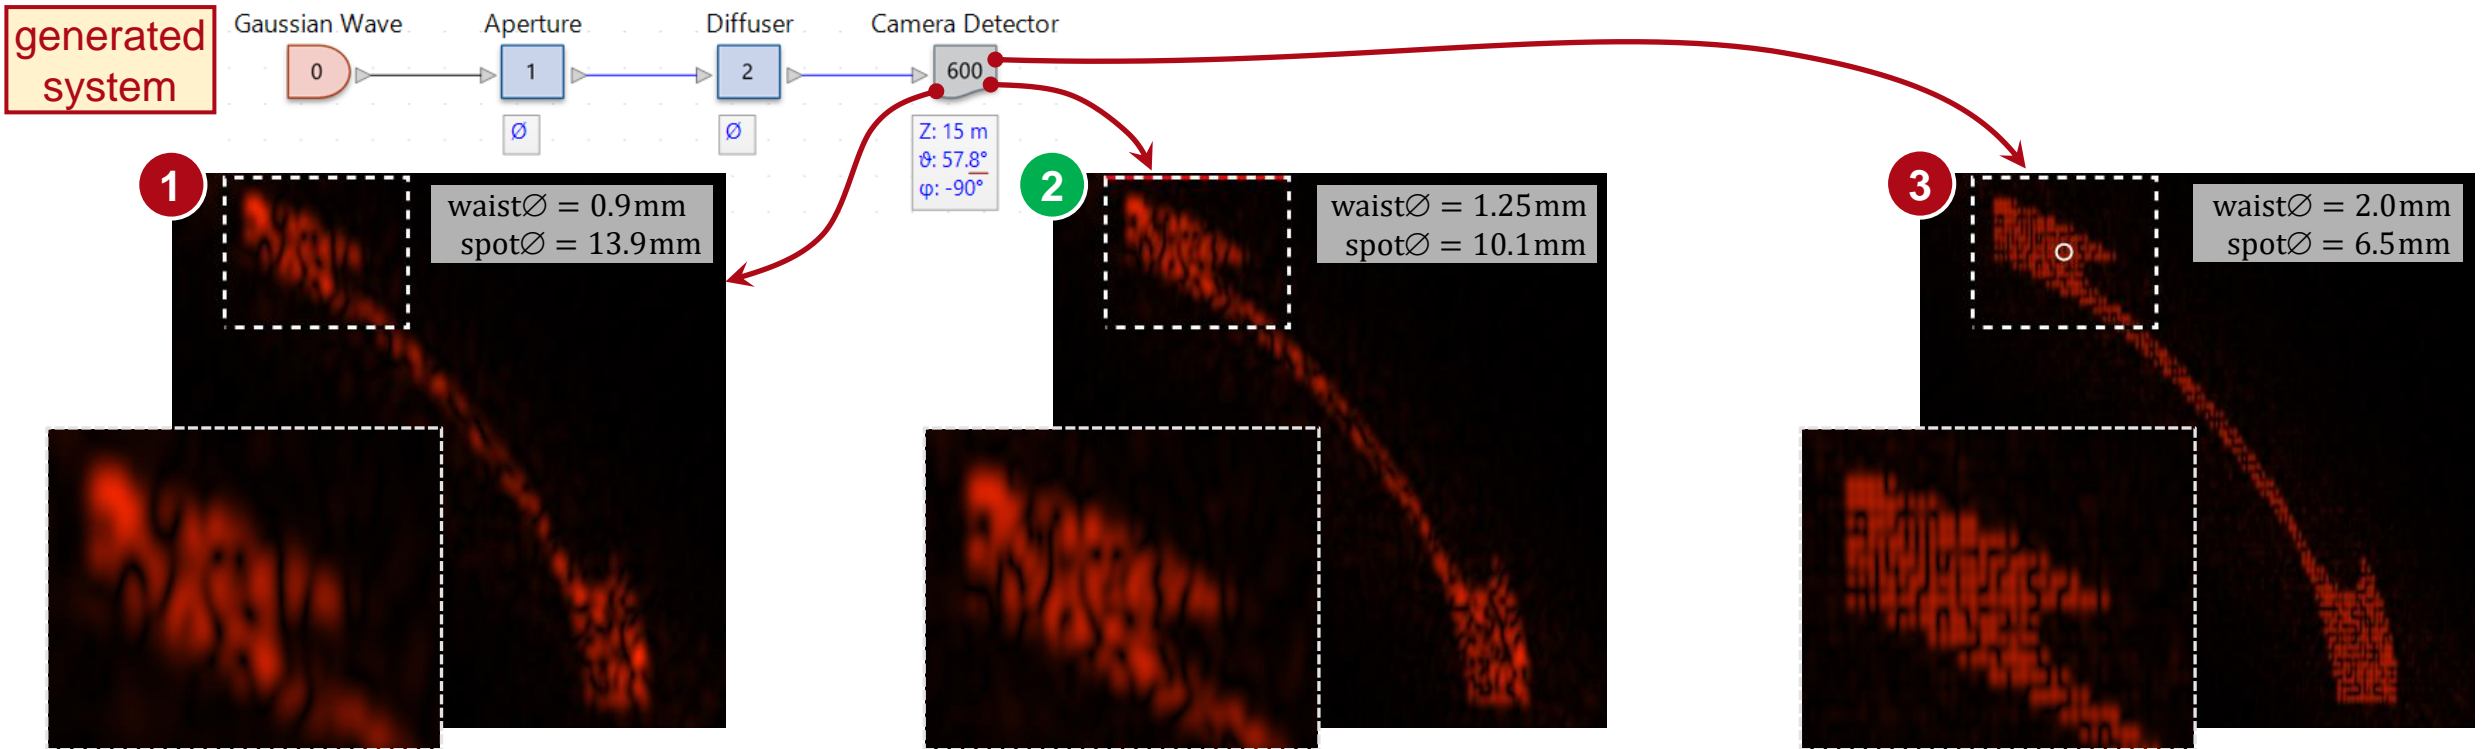 generated
system
Gaussian Wave
Aperture
Diffuser
Camera Detector
0
1
2
600
Ø
Ø
Z: 15 m
ϑ: 57.8°
φ: -90°
1
waist∅ = 0.9mm
spot∅ = 13.9mm
2
waist∅ = 1.25mm
spot∅ = 10.1mm
3
waist∅ = 2.0mm
spot∅ = 6.5mm